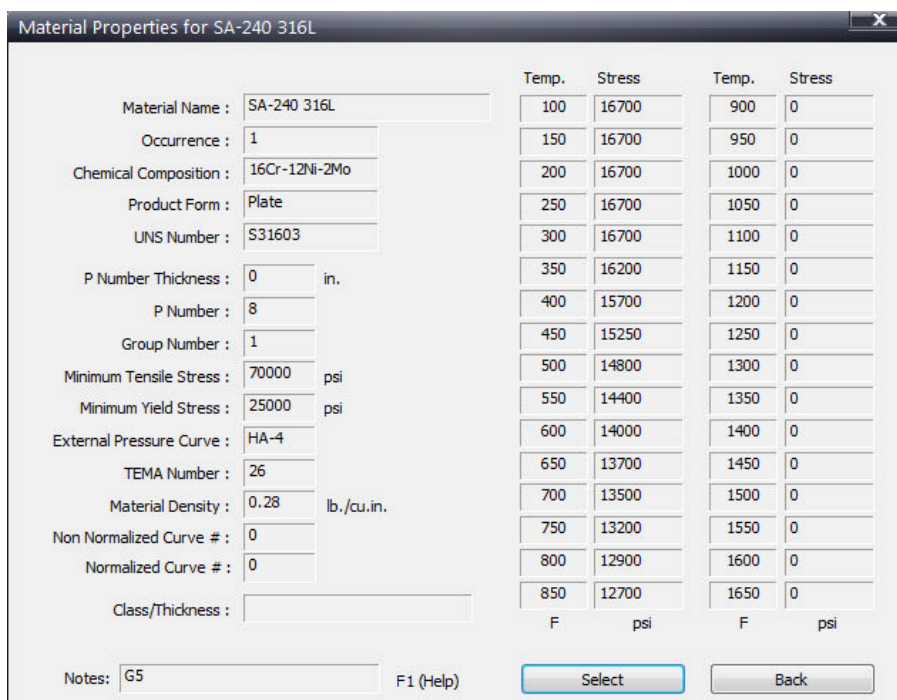 Material Properties for SA-240 316L
X
Temp. Stress Temp. Stress
Material Name : SA-240 316L 100 16700 900 0
Occurrence : 1 150 16700 950 0
Chemical Composition : 16Cr-12Ni-2Mo 200 16700 1000 0
Product Form : Plate 250 16700 1050 0
UNS Number : S31603 300 16700 1100 0
P Number Thickness : 0 in. 350 16200 1150 0
P Number : 8 400 15700 1200 0
Group Number : 1 450 15250 1250 0
Minimum Tensile Stress : 70000 psi 500 14800 1300 0
Minimum Yield Stress : 25000 psi 550 14400 1350 0
External Pressure Curve : HA-4 600 14000 1400 0
TEMA Number : 26 650 13700 1450 0
Material Density : 0.28 lb./cu.in. 700 13500 1500 0
Non Normalized Curve # : 0 750 13200 1550 0
Normalized Curve # : 0 800 12900 1600 0
Class/Thickness : 850 12700 1650 0
F psi F psi
Notes: G5 F1 (Help) Select Back